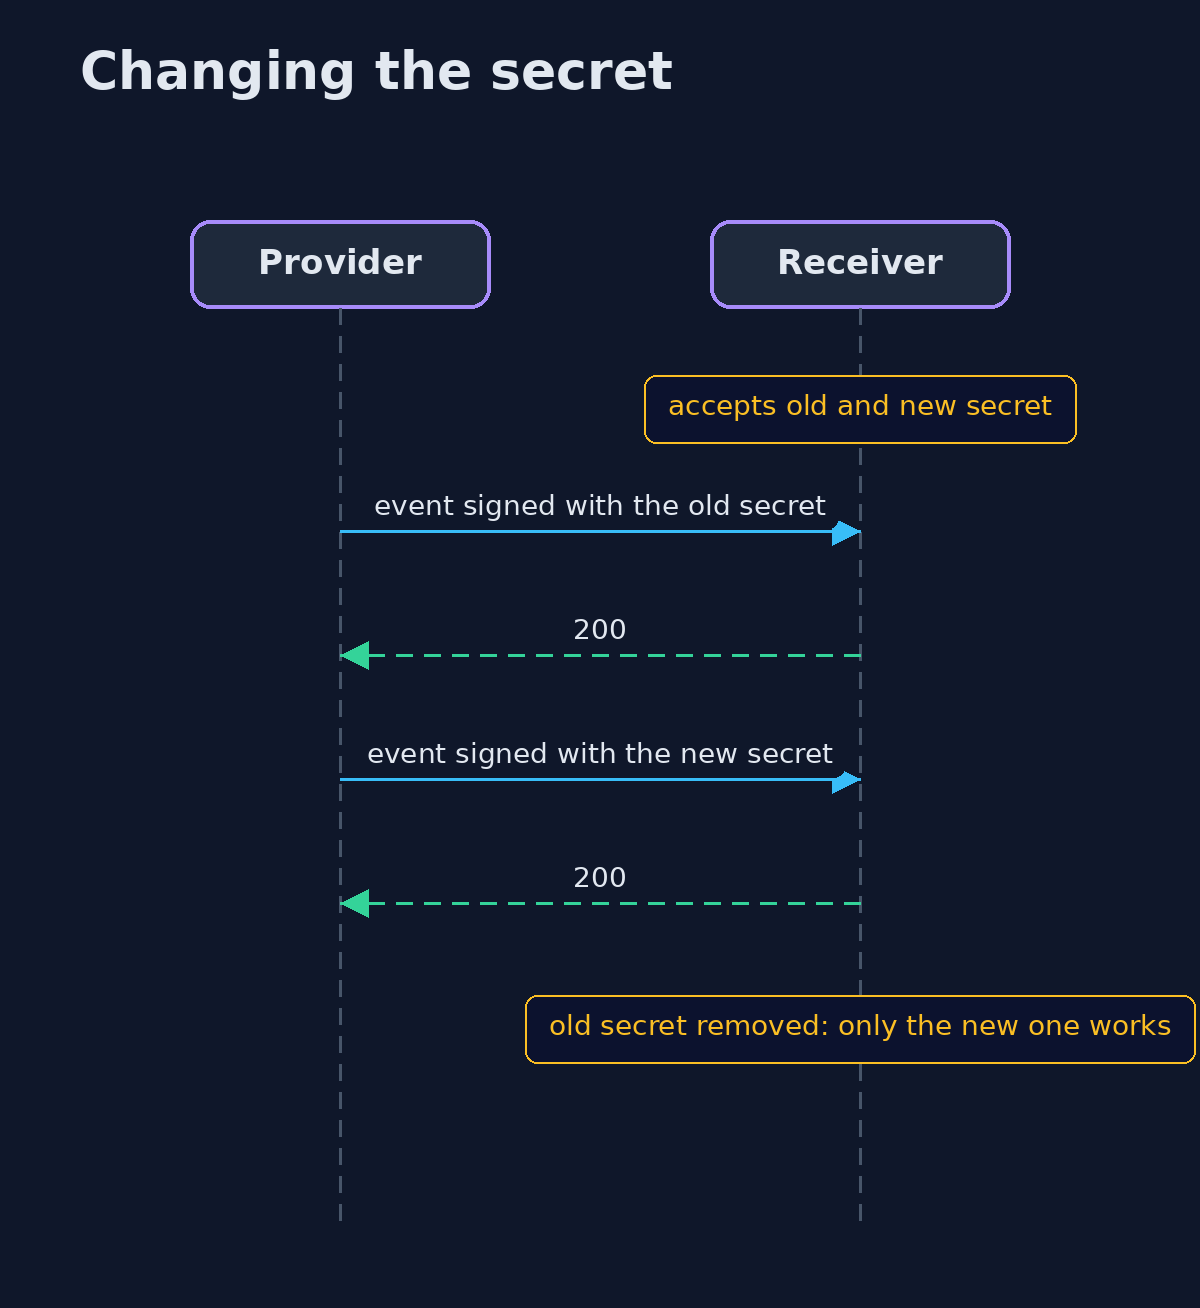 Changing the secret
Provider
Receiver
accepts old and new secret
event signed with the old secret
200
event signed with the new secret
200
old secret removed: only the new one works